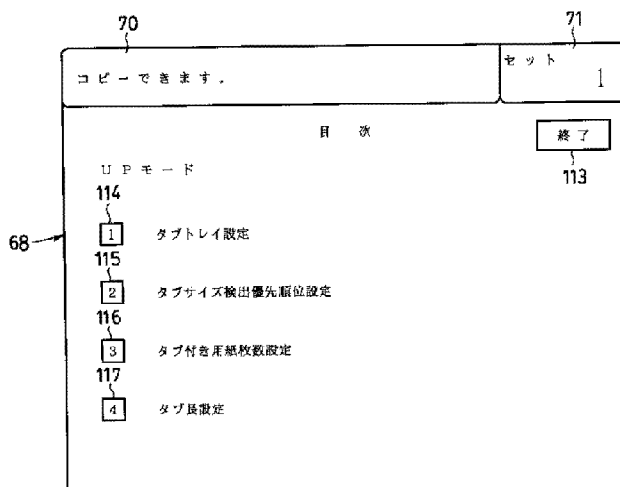 70
71
コピーできます.
セット
1
目次
終了
113
UPモード
114
1 タブトレイ設定
68
115
2 タブサイズ検出優先順位設定
116
3 タブ付き用紙枚数設定
117
4 タブ長設定